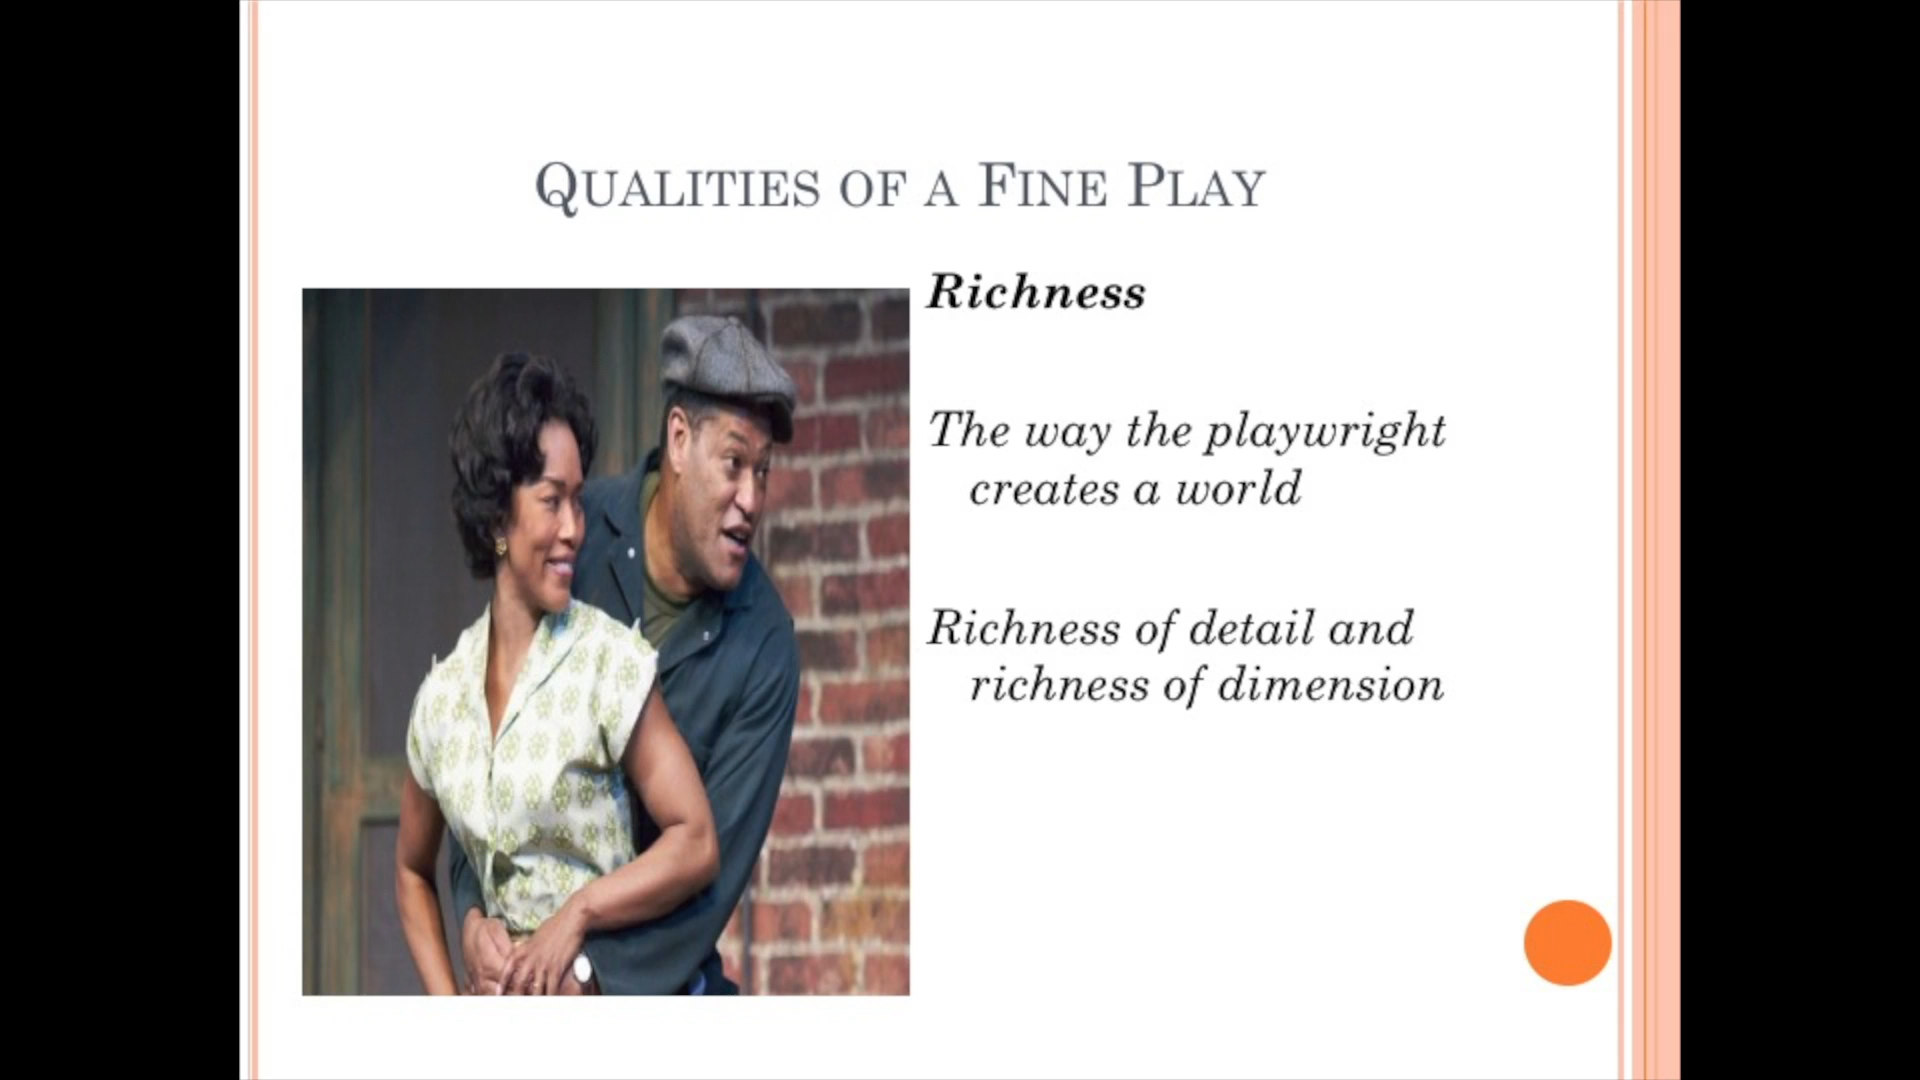 QUALITIES OF A FINE PLAY
Richness
The way the playwright
creates a world
Richness of detail and
richness of dimension